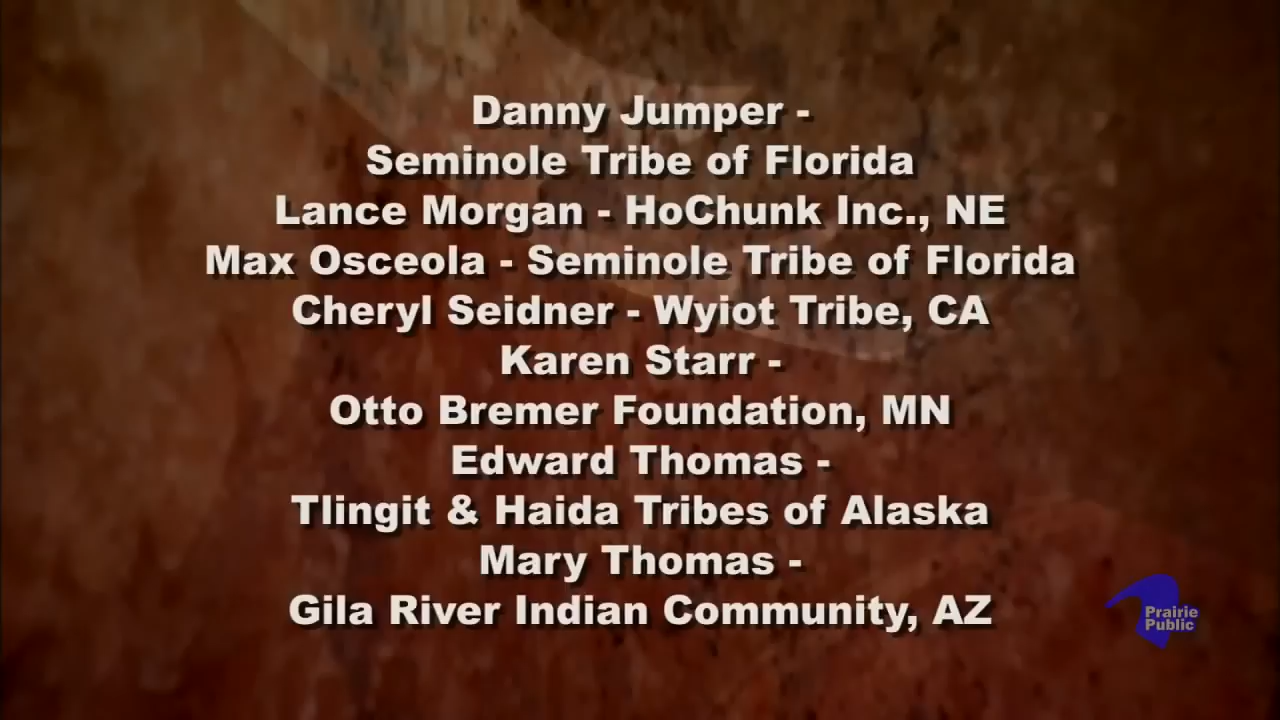 Danny Jumper -
Seminole Tribe of Florida
Lance Morgan - HoChunk Inc., NE
Max Osceola - Seminole Tribe of Florida
Cheryl Seidner - Wyiot Tribe, CA
Karen Starr -
Otto Bremer Foundation, MN
Edward Thomas -
Tlingit & Haida Tribes of Alaska
Mary Thomas -
Gila River Indian Community, AZ
Prairie
Public